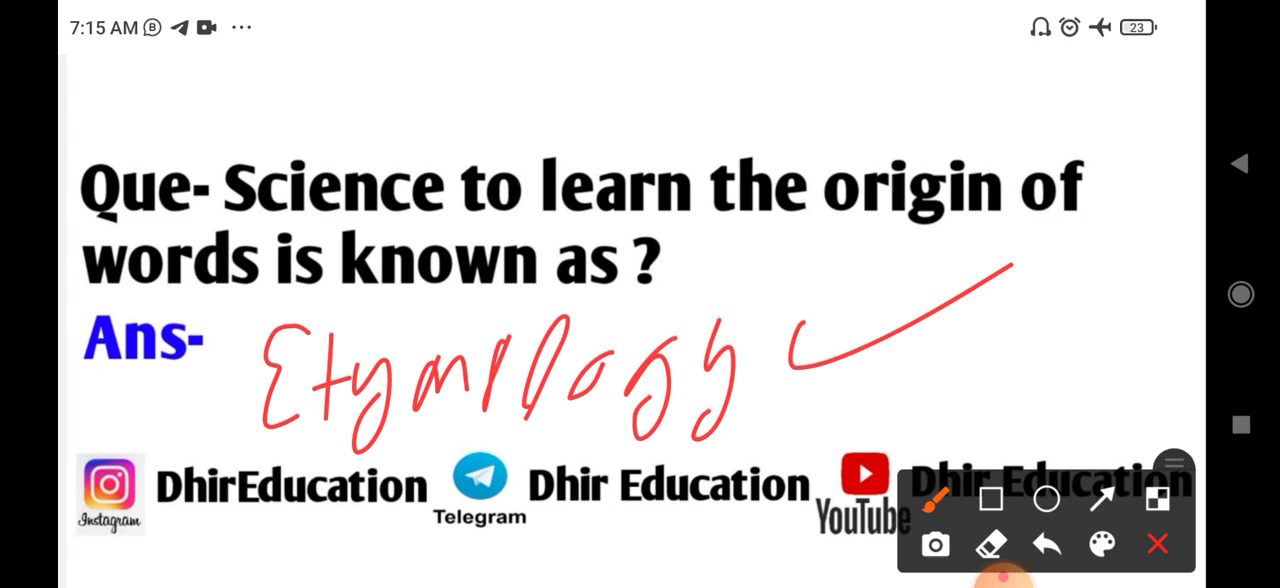 7:15 AM
23
Que- Science to learn the origin of
words is known as ?
Ans- Etymology
DhirEducation
Dhir Education
Dhir Education
Instagram
Telegram
YouTube